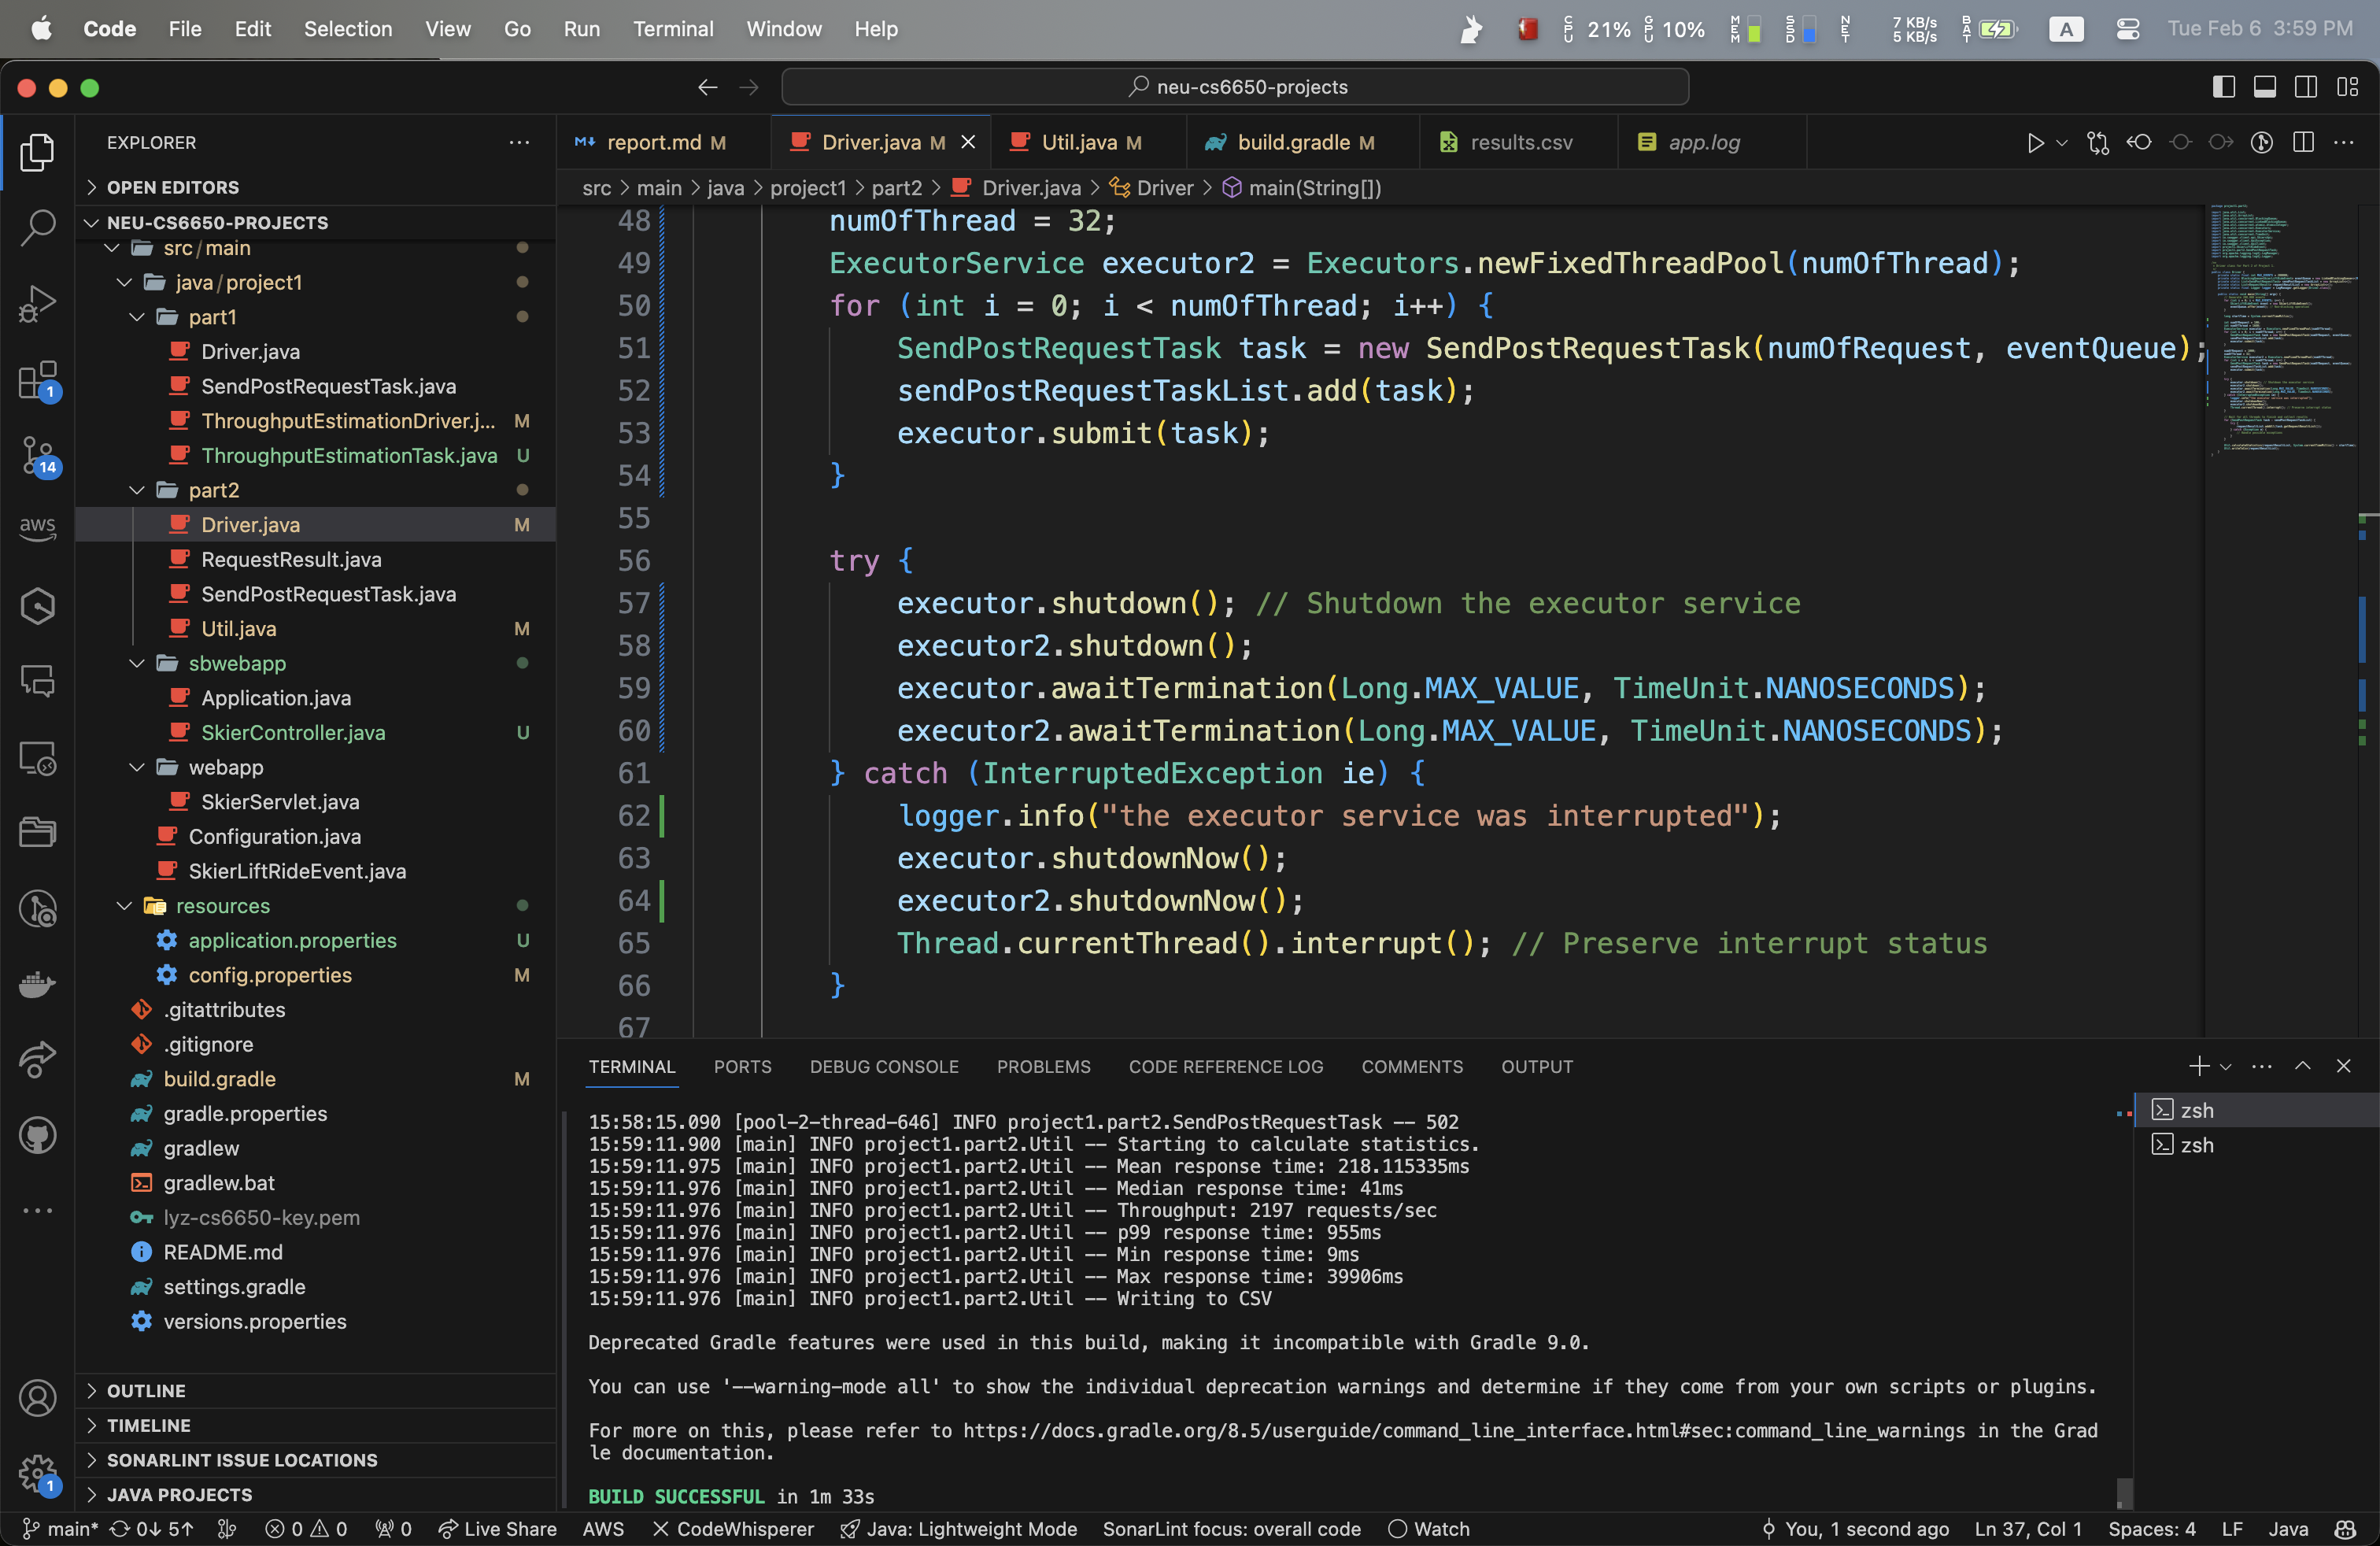 Code File Edit Selection View Go Run Terminal Window Help CPU 21% GPU 10% MEM SSD NET 7 KB/s 5 KB/s BAT A Tue Feb 6 3:59 PM
neu-cs6650-projects
EXPLORER
OPEN EDITORS
NEU-CS6650-PROJECTS
src/main
java/project1
part1
Driver.java
SendPostRequestTask.java
ThroughputEstimationDriver.j... M
ThroughputEstimationTask.java U
part2
Driver.java M
RequestResult.java
SendPostRequestTask.java
Util.java M
sbwebapp
Application.java
SkierController.java U
webapp
SkierServlet.java
Configuration.java
SkierLiftRideEvent.java
resources
application.properties U
config.properties M
.gitattributes
.gitignore
build.gradle M
gradle.properties
gradlew
gradlew.bat
lyz-cs6650-key.pem
README.md
settings.gradle
versions.properties
OUTLINE
TIMELINE
SONARLINT ISSUE LOCATIONS
JAVA PROJECTS
1
14
aws
1
report.md M Driver.java M Util.java M build.gradle M results.csv app.log
src > main > java > project1 > part2 > Driver.java > Driver > main(String[])
48 numOfThread = 32;
49 ExecutorService executor2 = Executors.newFixedThreadPool(numOfThread);
50 for (int i = 0; i < numOfThread; i++) {
51 SendPostRequestTask task = new SendPostRequestTask(numOfRequest, eventQueue);
52 sendPostRequestTaskList.add(task);
53 executor.submit(task);
54 }
55
56 try {
57 executor.shutdown(); // Shutdown the executor service
58 executor2.shutdown();
59 executor.awaitTermination(Long.MAX_VALUE, TimeUnit.NANOSECONDS);
60 executor2.awaitTermination(Long.MAX_VALUE, TimeUnit.NANOSECONDS);
61 } catch (InterruptedException ie) {
62 logger.info("the executor service was interrupted");
63 executor.shutdownNow();
64 executor2.shutdownNow();
65 Thread.currentThread().interrupt(); // Preserve interrupt status
66 }
67
TERMINAL PORTS DEBUG CONSOLE PROBLEMS CODE REFERENCE LOG COMMENTS OUTPUT
zsh
zsh
15:58:15.090 [pool-2-thread-646] INFO project1.part2.SendPostRequestTask -- 502
15:59:11.900 [main] INFO project1.part2.Util -- Starting to calculate statistics.
15:59:11.975 [main] INFO project1.part2.Util -- Mean response time: 218.115335ms
15:59:11.976 [main] INFO project1.part2.Util -- Median response time: 41ms
15:59:11.976 [main] INFO project1.part2.Util -- Throughput: 2197 requests/sec
15:59:11.976 [main] INFO project1.part2.Util -- p99 response time: 955ms
15:59:11.976 [main] INFO project1.part2.Util -- Min response time: 9ms
15:59:11.976 [main] INFO project1.part2.Util -- Max response time: 39906ms
15:59:11.976 [main] INFO project1.part2.Util -- Writing to CSV
Deprecated Gradle features were used in this build, making it incompatible with Gradle 9.0.
You can use '--warning-mode all' to show the individual deprecation warnings and determine if they come from your own scripts or plugins.
For more on this, please refer to https://docs.gradle.org/8.5/userguide/command_line_interface.html#sec:command_line_warnings in the Grad
le documentation.
BUILD SUCCESSFUL in 1m 33s
main* 0↓ 5↑ 0 0 0 Live Share AWS CodeWhisperer Java: Lightweight Mode SonarLint focus: overall code Watch You, 1 second ago Ln 37, Col 1 Spaces: 4 LF Java